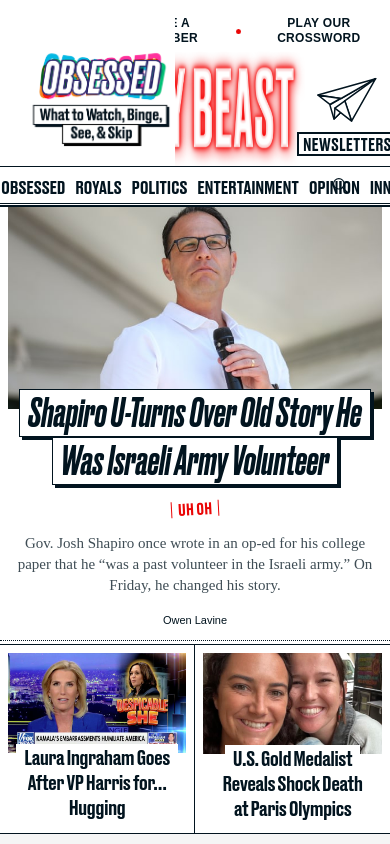 E A
BER
PLAY OUR
CROSSWORD
OBSESSED
What to Watch, Binge,
See, & Skip
Y BEAST
NEWSLETTERS
OBSESSED ROYALS POLITICS ENTERTAINMENT OPINION INN
Shapiro U-Turns Over Old Story He
Was Israeli Army Volunteer
UH OH
Gov. Josh Shapiro once wrote in an op-ed for his college
paper that he “was a past volunteer in the Israeli army.” On
Friday, he changed his story.
Owen Lavine
DESPICABLE
SHE
KAMALA'S EMBARRASSMENTS HUMILIATE AMERICA
Laura Ingraham Goes
After VP Harris for...
Hugging
U.S. Gold Medalist
Reveals Shock Death
at Paris Olympics